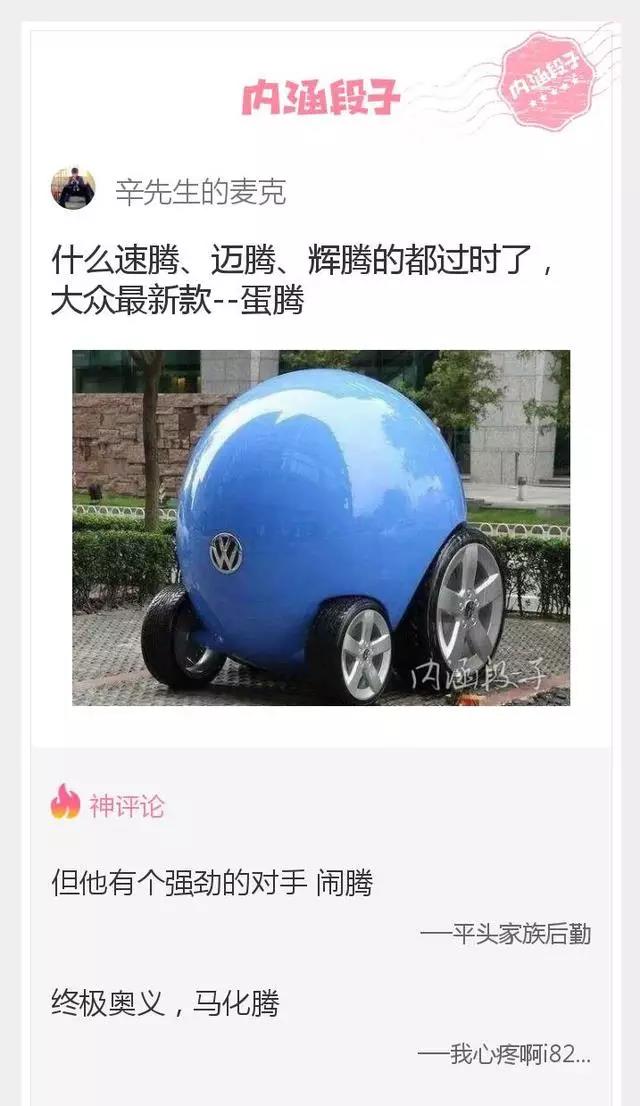 内涵段子
内涵段子
辛先生的麦克
什么速腾、迈腾、辉腾的都过时了，
大众最新款--蛋腾
内涵段子
神评论
但他有个强劲的对手 闹腾
──平头家族后勤
终极奥义，马化腾
──我心疼啊i82...